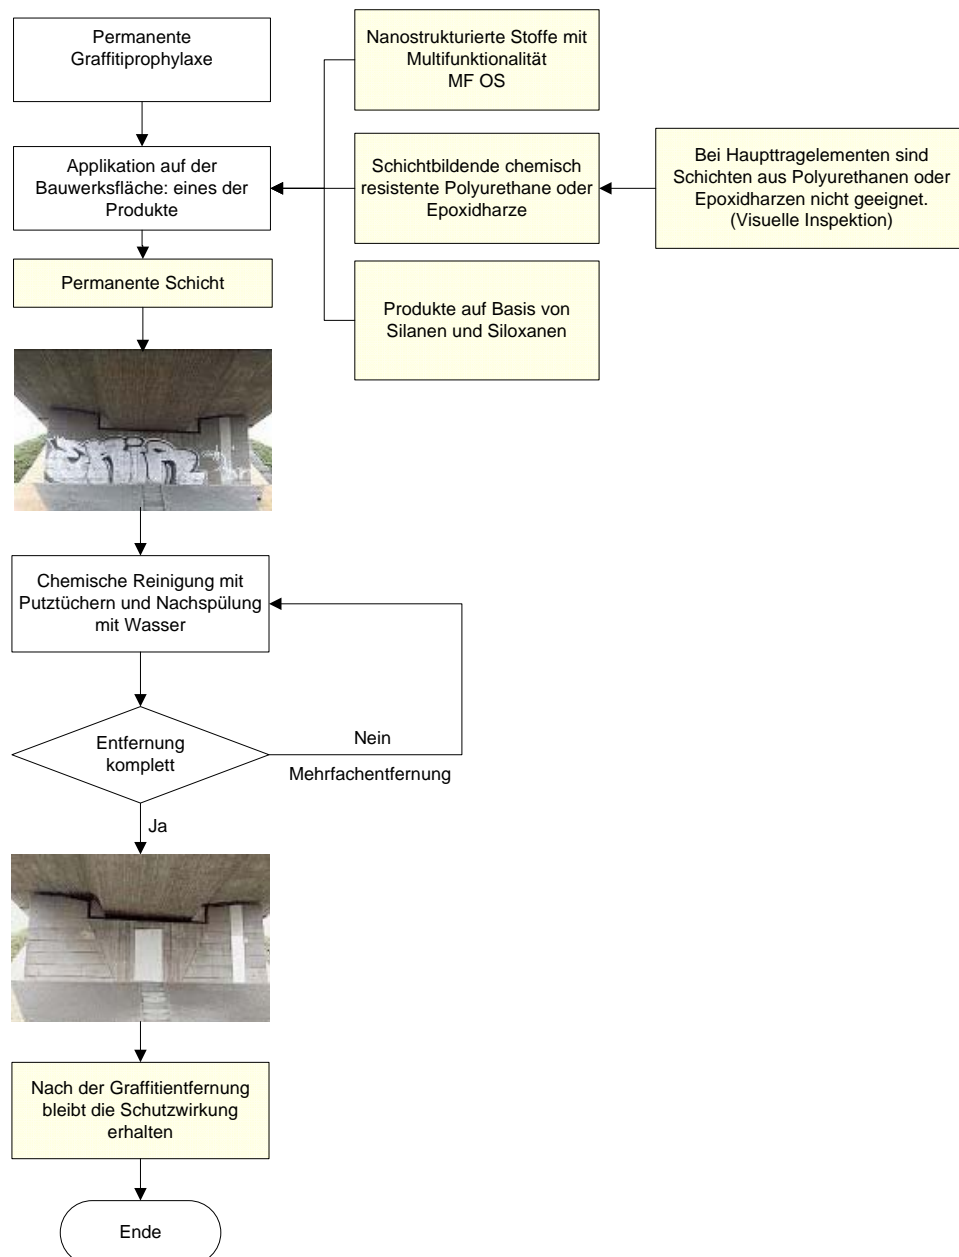 Permanente
Graffitiprophylaxe
Nanostrukturierte Stoffe mit
Multifunktionalität
MF OS
Applikation auf der
Bauwerksfläche: eines der
Produkte
Schichtbildende chemisch
resistente Polyurethane oder
Epoxidharze
Bei Haupttragelementen sind
Schichten aus Polyurethanen oder
Epoxidharzen nicht geeignet.
(Visuelle Inspektion)
Permanente Schicht
Produkte auf Basis von
Silanen und Siloxanen
Chemische Reinigung mit
Putztüchern und Nachspülung
mit Wasser
Entfernung
komplett
Nein
Mehrfachentfernung
Ja
Nach der Graffitientfernung
bleibt die Schutzwirkung
erhalten
Ende